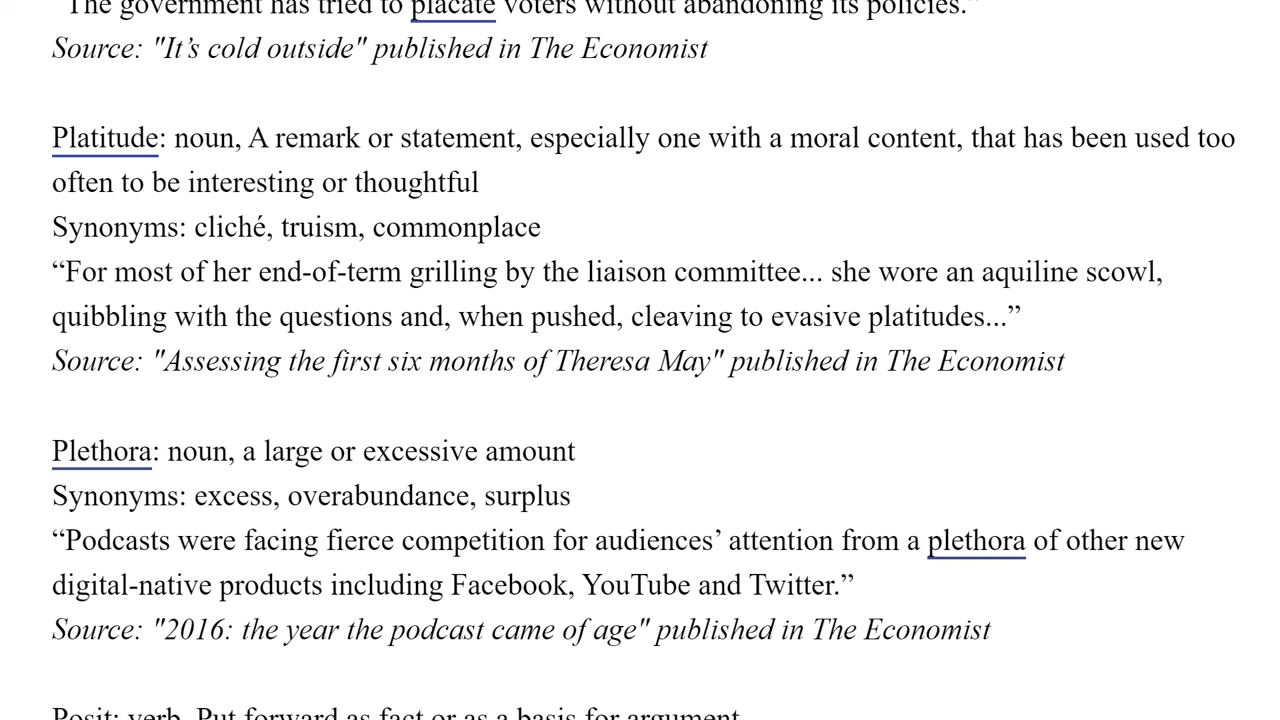 “The government has tried to placate voters without abandoning its policies.”
Source: "It’s cold outside" published in The Economist
Platitude: noun, A remark or statement, especially one with a moral content, that has been used too
often to be interesting or thoughtful
Synonyms: cliché, truism, commonplace
“For most of her end-of-term grilling by the liaison committee... she wore an aquiline scowl,
quibbling with the questions and, when pushed, cleaving to evasive platitudes...”
Source: "Assessing the first six months of Theresa May" published in The Economist
Plethora: noun, a large or excessive amount
Synonyms: excess, overabundance, surplus
“Podcasts were facing fierce competition for audiences’ attention from a plethora of other new
digital-native products including Facebook, YouTube and Twitter.”
Source: "2016: the year the podcast came of age" published in The Economist
Posit: verb, Put forward as fact or as a basis for argument